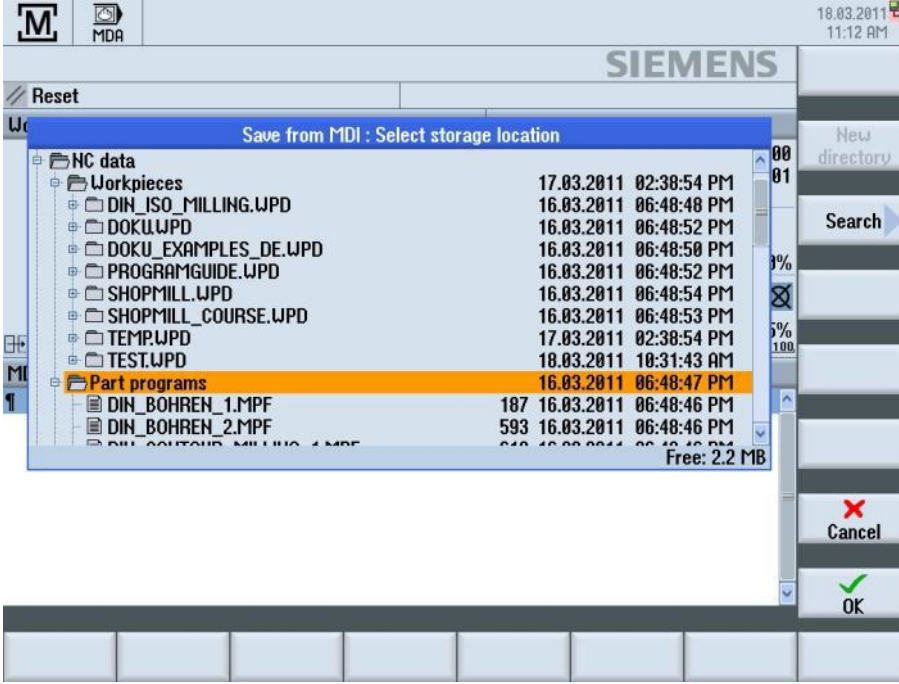 M
MDA
18.03.2011
11:12 AM
SIEMENS
Reset
Save from MDI : Select storage location
NC data
Workpieces 17.03.2011 02:38:54 PM
DIN_ISO_MILLING.WPD 16.03.2011 06:48:48 PM
DOKU.WPD 16.03.2011 06:48:52 PM
DOKU_EXAMPLES_DE.WPD 16.03.2011 06:48:50 PM
PROGRAMGUIDE.WPD 16.03.2011 06:48:52 PM
SHOPMILL.WPD 16.03.2011 06:48:54 PM
SHOPMILL_COURSE.WPD 16.03.2011 06:48:53 PM
TEMP.WPD 17.03.2011 02:38:54 PM
TEST.WPD 18.03.2011 10:31:43 AM
Part programs 16.03.2011 06:48:47 PM
DIN_BOHREN_1.MPF 187 16.03.2011 06:48:46 PM
DIN_BOHREN_2.MPF 593 16.03.2011 06:48:46 PM
Free: 2.2 MB
00
01
0%
5%
100
¶
New
directory
Search
Cancel
OK